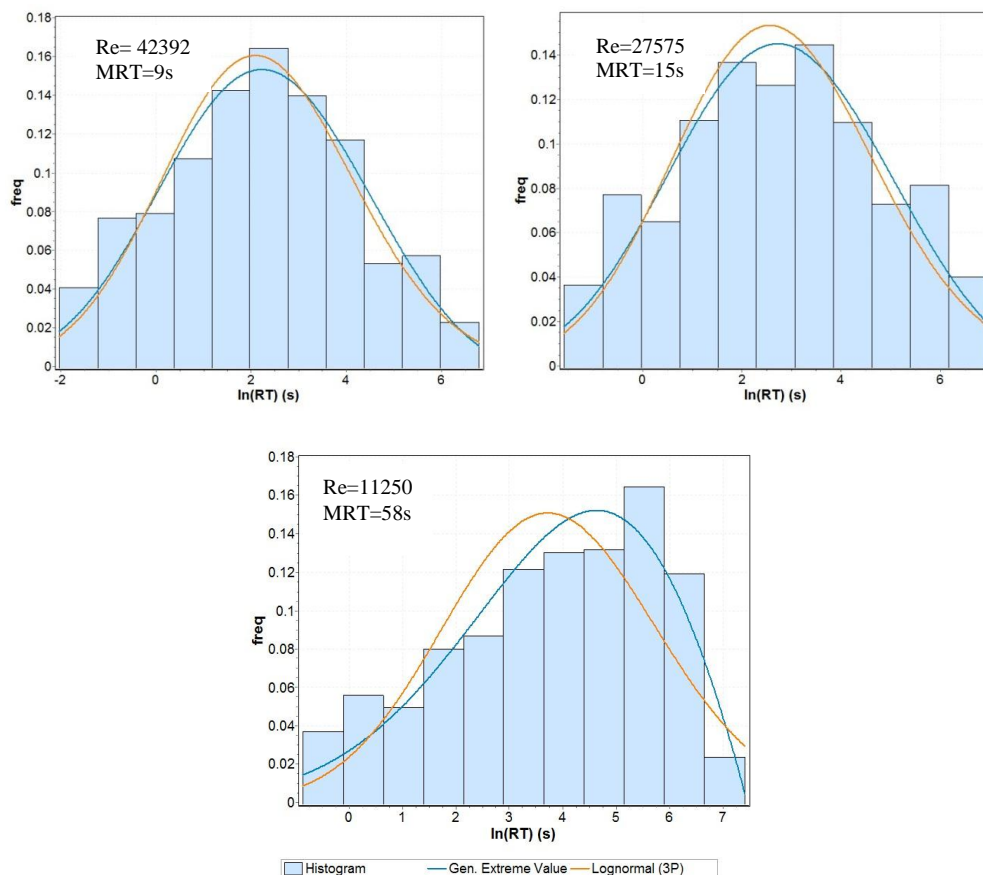 Re= 42392
MRT=9s
freq
0.18
0.16
0.14
0.12
0.1
0.08
0.06
0.04
0.02
0
-2 0 2 4 6
ln(RT) (s)
Re=27575
MRT=15s
freq
0.14
0.12
0.1
0.08
0.06
0.04
0.02
0
0 2 4 6
ln(RT) (s)
Re=11250
MRT=58s
freq
0.18
0.16
0.14
0.12
0.1
0.08
0.06
0.04
0.02
0
0 1 2 3 4 5 6 7
ln(RT) (s)
Histogram Gen. Extreme Value Lognormal (3P)